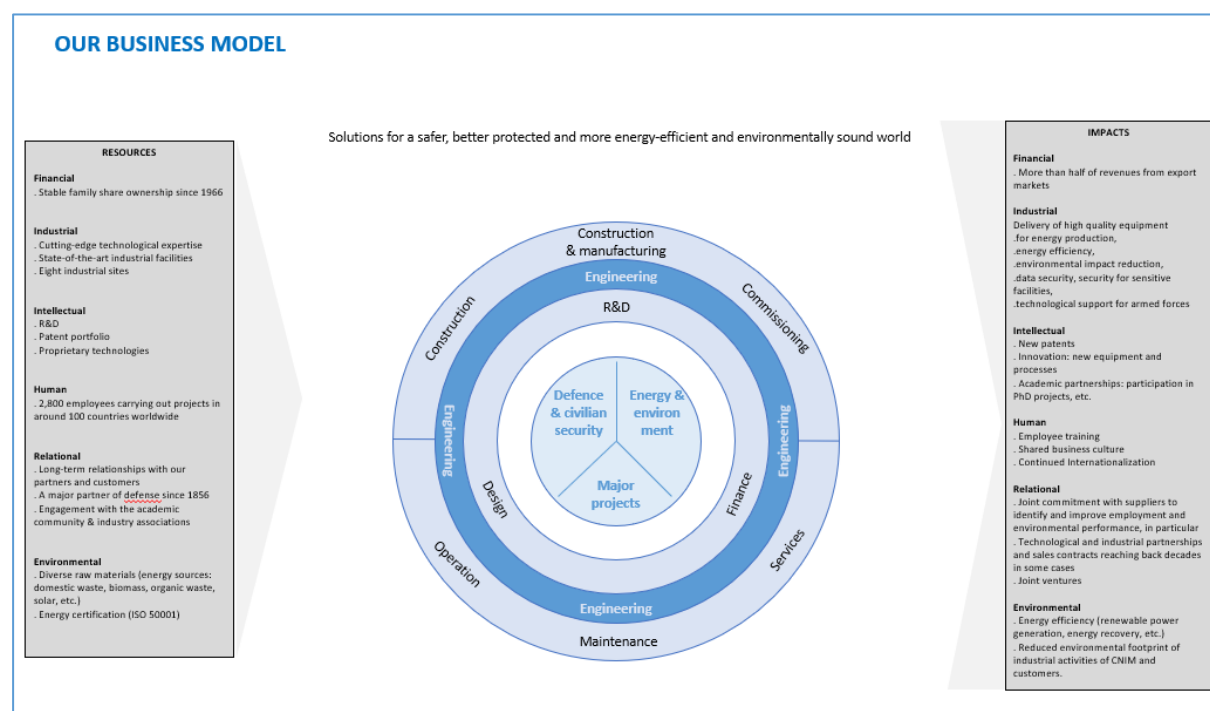 OUR BUSINESS MODEL
Solutions for a safer, better protected and more energy-efficient and environmentally sound world
RESOURCES
Financial
. Stable family share ownership since 1966
Industrial
. Cutting-edge technological expertise
. State-of-the-art industrial facilities
. Eight industrial sites
Intellectual
. R&D
. Patent portfolio
. Proprietary technologies
Human
. 2,800 employees carrying out projects in
around 100 countries worldwide
Relational
. Long-term relationships with our
partners and customers
. A major partner of defense since 1856
. Engagement with the academic
community & industry associations
Environmental
. Diverse raw materials (energy sources:
domestic waste, biomass, organic waste,
solar, etc.)
. Energy certification (ISO 50001)
Construction
& manufacturing
Engineering
R&D
Construction
Commissioning
Defence
& civilian
security
Energy &
environ
ment
Major
projects
Engineering
Engineering
Design
Finance
Operation
Services
Engineering
Maintenance
IMPACTS
Financial
. More than half of revenues from export
markets
Industrial
Delivery of high quality equipment
.for energy production,
.energy efficiency,
.environmental impact reduction,
.data security, security for sensitive
facilities,
.technological support for armed forces
Intellectual
. New patents
. Innovation: new equipment and
processes
. Academic partnerships: participation in
PhD projects, etc.
Human
. Employee training
. Shared business culture
. Continued Internationalization
Relational
. Joint commitment with suppliers to
identify and improve employment and
environmental performance, in particular
. Technological and industrial partnerships
and sales contracts reaching back decades
in some cases
. Joint ventures
Environmental
. Energy efficiency (renewable power
generation, energy recovery, etc.)
. Reduced environmental footprint of
industrial activities of CNIM and
customers.